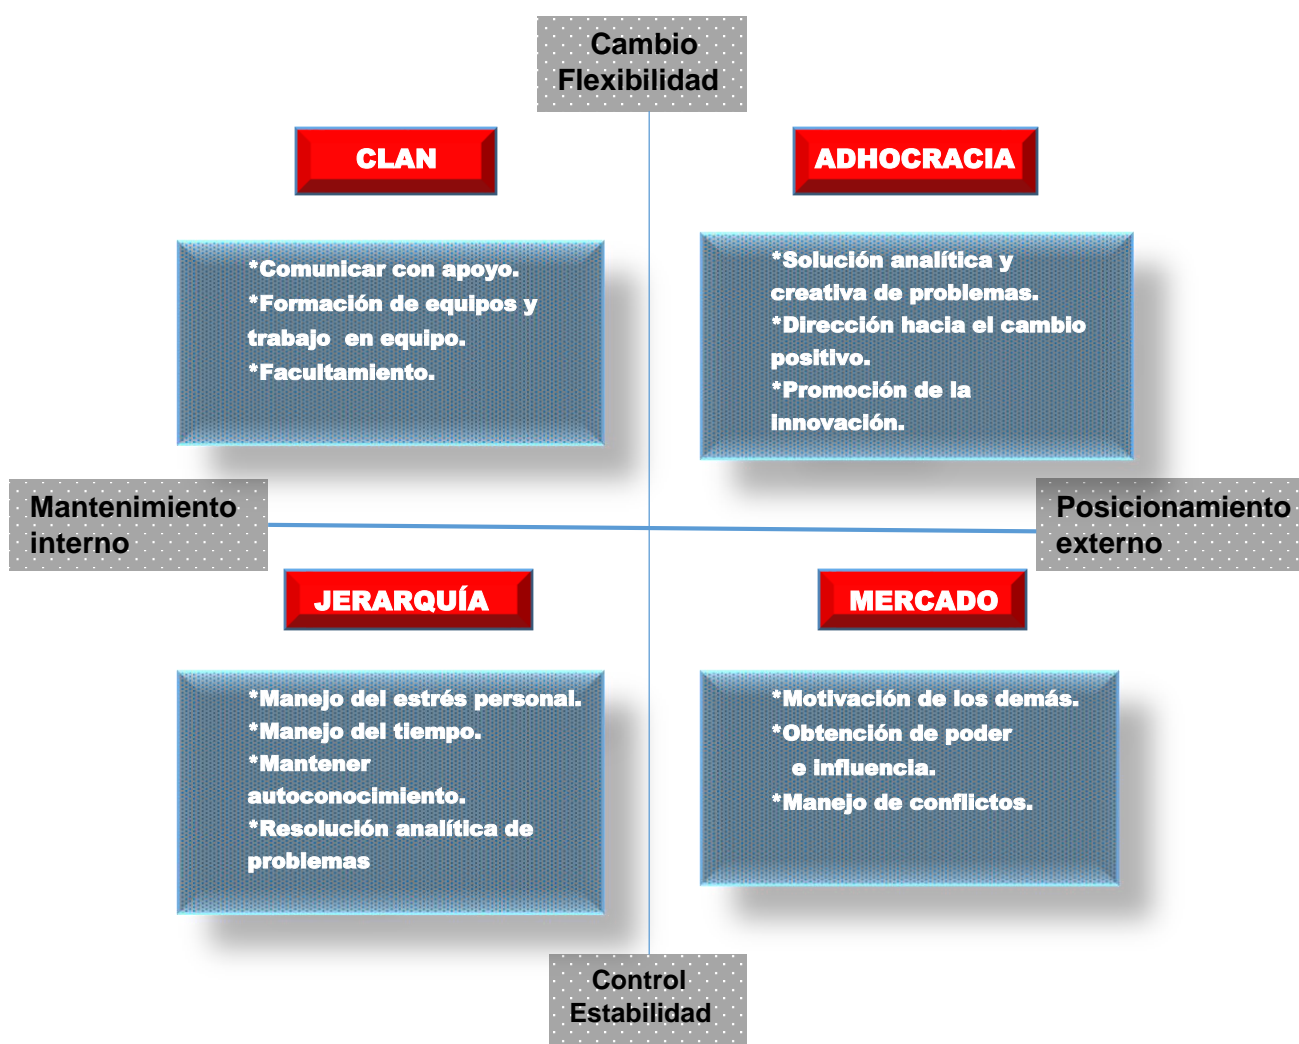 Cambio
Flexibilidad
CLAN
ADHOCRACIA
*Comunicar con apoyo.
*Formación de equipos y
trabajo en equipo.
*Facultamiento.
*Solución analítica y
creativa de problemas.
*Dirección hacia el cambio
positivo.
*Promoción de la
innovación.
Mantenimiento
interno
Posicionamiento
externo
JERARQUÍA
MERCADO
*Manejo del estrés personal.
*Manejo del tiempo.
*Mantener
autoconocimiento.
*Resolución analítica de
problemas
*Motivación de los demás.
*Obtención de poder
e influencia.
*Manejo de conflictos.
Control
Estabilidad